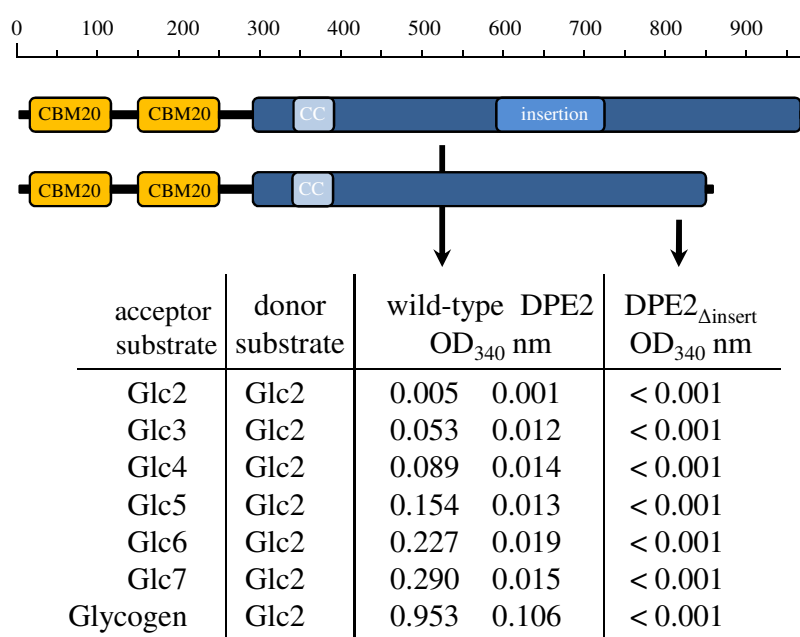 0 100 200 300 400 500 600 700 800 900
CBM20 CBM20 CC insertion
CBM20 CBM20 CC
acceptor substrate donor substrate wild-type DPE2 OD340 nm DPE2Δinsert OD340 nm
Glc2 Glc2 0.005 0.001 < 0.001
Glc3 Glc2 0.053 0.012 < 0.001
Glc4 Glc2 0.089 0.014 < 0.001
Glc5 Glc2 0.154 0.013 < 0.001
Glc6 Glc2 0.227 0.019 < 0.001
Glc7 Glc2 0.290 0.015 < 0.001
Glycogen Glc2 0.953 0.106 < 0.001